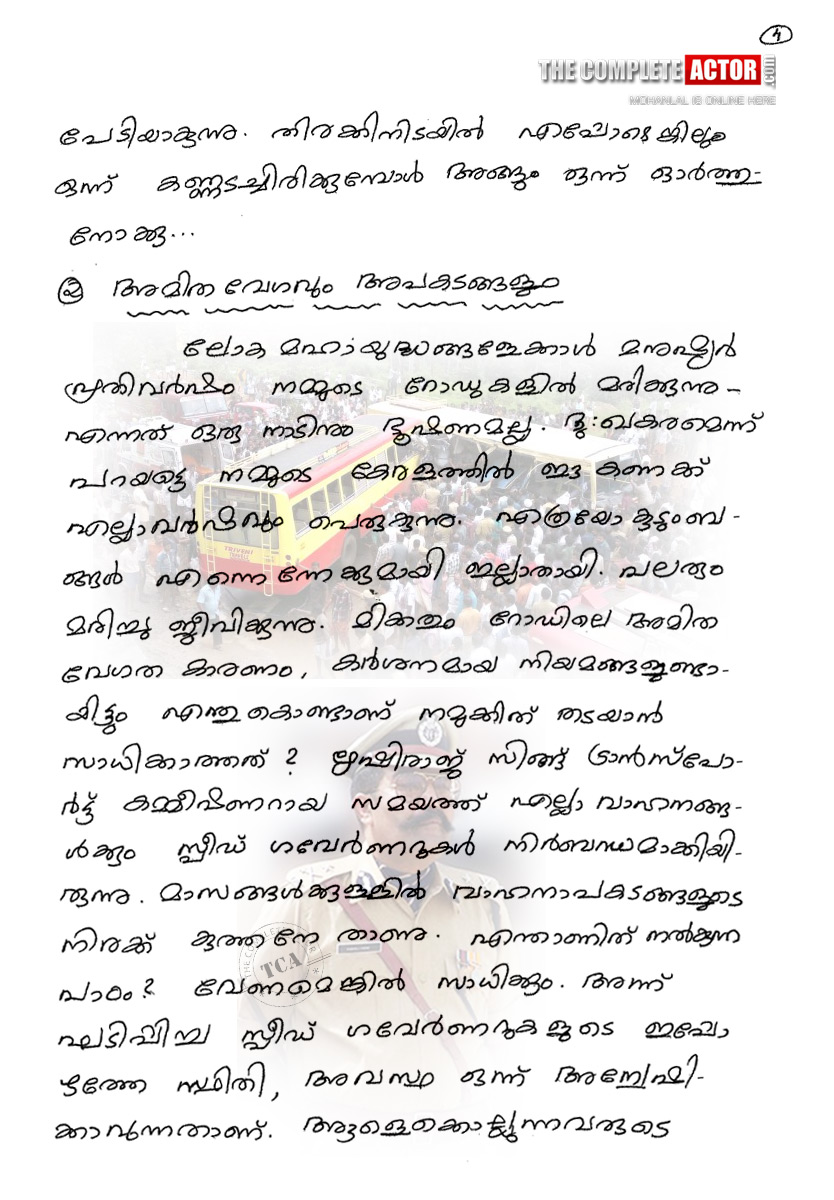 4
THE COMPLETE ACTOR .com
MOHANLAL IS ONLINE HERE
പേടിയാകുന്നു. തിരക്കിനിടയിൽ എപ്പോഴെങ്കിലും
ഒന്ന് കണ്ണടച്ചിരിക്കുമ്പോൾ അങ്ങും ഒന്ന് ഓർത്തു-
നോക്കൂ...
② അമിത വേഗവും അപകടങ്ങളും
ലോക മഹായുദ്ധങ്ങളേക്കാൾ മനുഷ്യർ
പ്രതിവർഷം നമ്മുടെ റോഡുകളിൽ മരിക്കുന്നു -
എന്നത് ഒരു നാടിനും ഭൂഷണമല്ല. ദുഃഖകരമെന്ന്
പറയട്ടെ നമ്മുടെ കേരളത്തിൽ ഈ കണക്ക്
എല്ലാവർഷവും പെരുകുന്നു. എത്രയോ കുടുംബ-
ങ്ങൾ എന്നെന്നേക്കുമായി ഇല്ലാതായി. പലരും
മരിച്ചു ജീവിക്കുന്നു. മിക്കതും റോഡിലെ അമിത
വേഗത കാരണം, കർശനമായ നിയമങ്ങളുണ്ടാ-
യിട്ടും എന്തുകൊണ്ടാണ് നമുക്കിത് തടയാൻ
സാധിക്കാത്തത്? ഋഷിരാജ് സിങ്ങ് ട്രാൻസ്പോ-
ർട്ട് കമ്മീഷണറായ സമയത്ത് എല്ലാ വാഹനങ്ങ-
ൾക്കും സ്പീഡ് ഗവേർണറുകൾ നിർബന്ധമാക്കിയി-
രുന്നു. മാസങ്ങൾക്കുള്ളിൽ വാഹനാപകടങ്ങളുടെ
നിരക്ക് കുത്തനേ താണു. എന്താണിത് നൽകുന്ന
പാഠം? വേണമെങ്കിൽ സാധിക്കും. അന്ന്
ഘടിപ്പിച്ച സ്പീഡ് ഗവേർണറുകളുടെ ഇപ്പോ
ഴത്തേ സ്ഥിതി, അവസ്ഥ ഒന്ന് അന്വേഷി-
ക്കാവുന്നതാണ്. ആളെക്കൊല്ലുന്നവരുടെ
TRIVENI
TCA